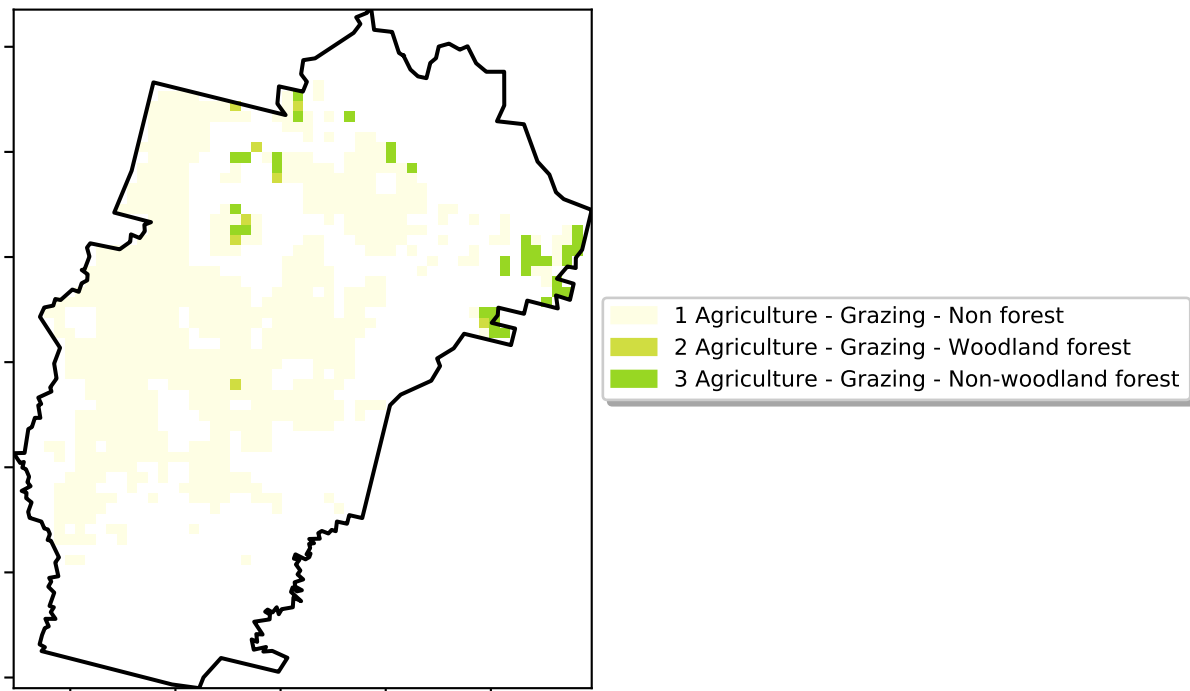 1 Agriculture - Grazing - Non forest
2 Agriculture - Grazing - Woodland forest
3 Agriculture - Grazing - Non-woodland forest